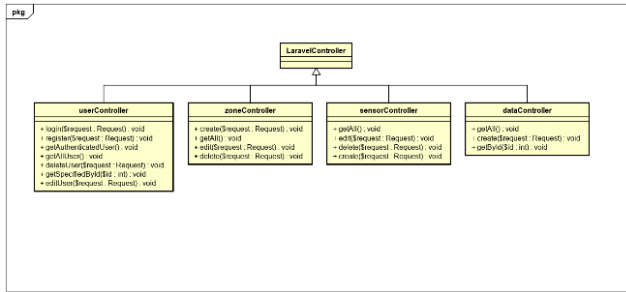 pkg
LaravelController
userController
+ login($request : Request) : void
+ register($request : Request) : void
+ getAuthenticatedUser() : void
+ getAllUser() : void
+ deleteUser($request : Request) : void
+ getSpecifiedById($id : int) : void
+ editUser($request : Request) : void
zoneController
+ create($request : Request) : void
+ getAll() : void
+ edit($request : Request) : void
+ delete($request : Request) : void
sensorController
+ getAll() : void
+ edit($request : Request) : void
+ delete($request : Request) : void
+ create($request : Request) : void
dataController
+ getAll() : void
+ create($request : Request) : void
+ getById($id : int) : void